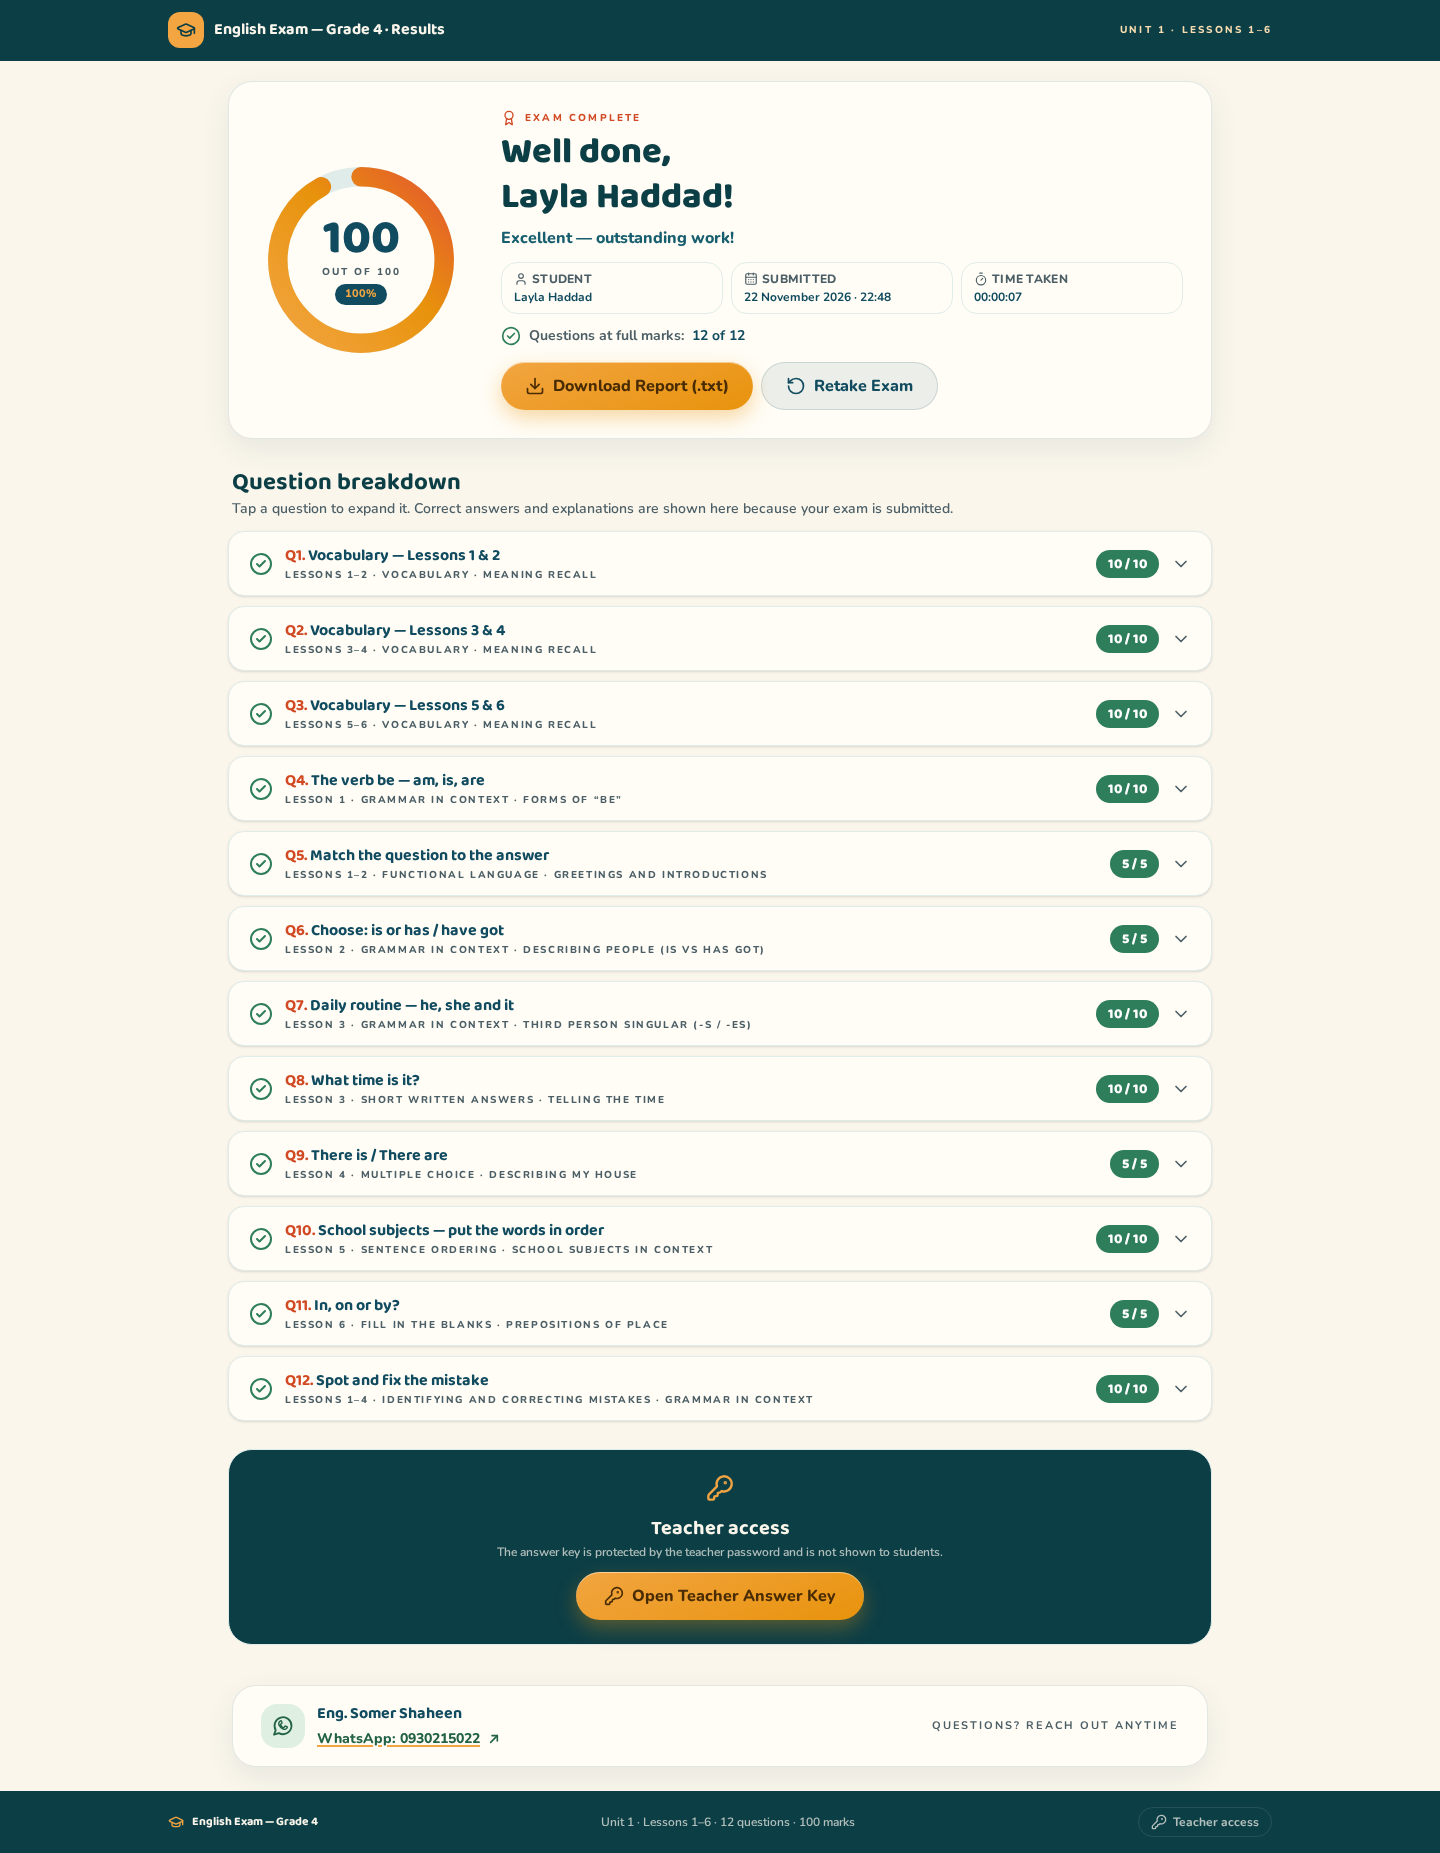 English Exam — Grade 4 · Results
UNIT 1 · LESSONS 1–6
EXAM COMPLETE
Well done,
Layla Haddad!
Excellent — outstanding work!
100
OUT OF 100
100%
STUDENT
Layla Haddad
SUBMITTED
22 November 2026 · 22:48
TIME TAKEN
00:00:07
Questions at full marks: 12 of 12
Download Report (.txt)
Retake Exam
Question breakdown
Tap a question to expand it. Correct answers and explanations are shown here because your exam is submitted.
Q1. Vocabulary — Lessons 1 & 2
LESSONS 1–2 · VOCABULARY · MEANING RECALL
10 / 10
Q2. Vocabulary — Lessons 3 & 4
LESSONS 3–4 · VOCABULARY · MEANING RECALL
10 / 10
Q3. Vocabulary — Lessons 5 & 6
LESSONS 5–6 · VOCABULARY · MEANING RECALL
10 / 10
Q4. The verb be — am, is, are
LESSON 1 · GRAMMAR IN CONTEXT · FORMS OF “BE”
10 / 10
Q5. Match the question to the answer
LESSONS 1–2 · FUNCTIONAL LANGUAGE · GREETINGS AND INTRODUCTIONS
5 / 5
Q6. Choose: is or has / have got
LESSON 2 · GRAMMAR IN CONTEXT · DESCRIBING PEOPLE (IS VS HAS GOT)
5 / 5
Q7. Daily routine — he, she and it
LESSON 3 · GRAMMAR IN CONTEXT · THIRD PERSON SINGULAR (-S / -ES)
10 / 10
Q8. What time is it?
LESSON 3 · SHORT WRITTEN ANSWERS · TELLING THE TIME
10 / 10
Q9. There is / There are
LESSON 4 · MULTIPLE CHOICE · DESCRIBING MY HOUSE
5 / 5
Q10. School subjects — put the words in order
LESSON 5 · SENTENCE ORDERING · SCHOOL SUBJECTS IN CONTEXT
10 / 10
Q11. In, on or by?
LESSON 6 · FILL IN THE BLANKS · PREPOSITIONS OF PLACE
5 / 5
Q12. Spot and fix the mistake
LESSONS 1–4 · IDENTIFYING AND CORRECTING MISTAKES · GRAMMAR IN CONTEXT
10 / 10
Teacher access
The answer key is protected by the teacher password and is not shown to students.
Open Teacher Answer Key
Eng. Somer Shaheen
WhatsApp: 0930215022
QUESTIONS? REACH OUT ANYTIME
English Exam — Grade 4
Unit 1 · Lessons 1–6 · 12 questions · 100 marks
Teacher access